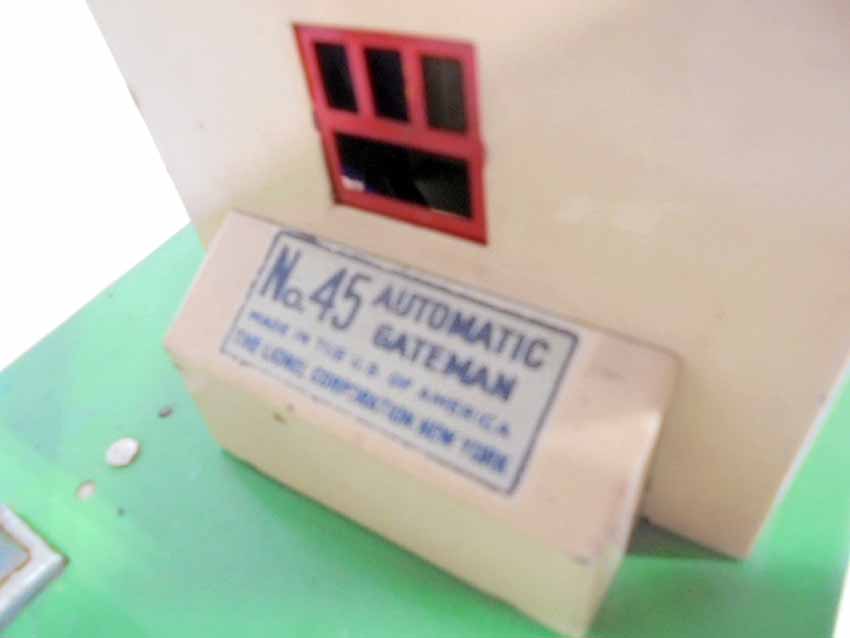 No. 45 AUTOMATIC
GATEMAN
MADE IN THE U.S. OF AMERICA
THE LIONEL CORPORATION NEW YORK